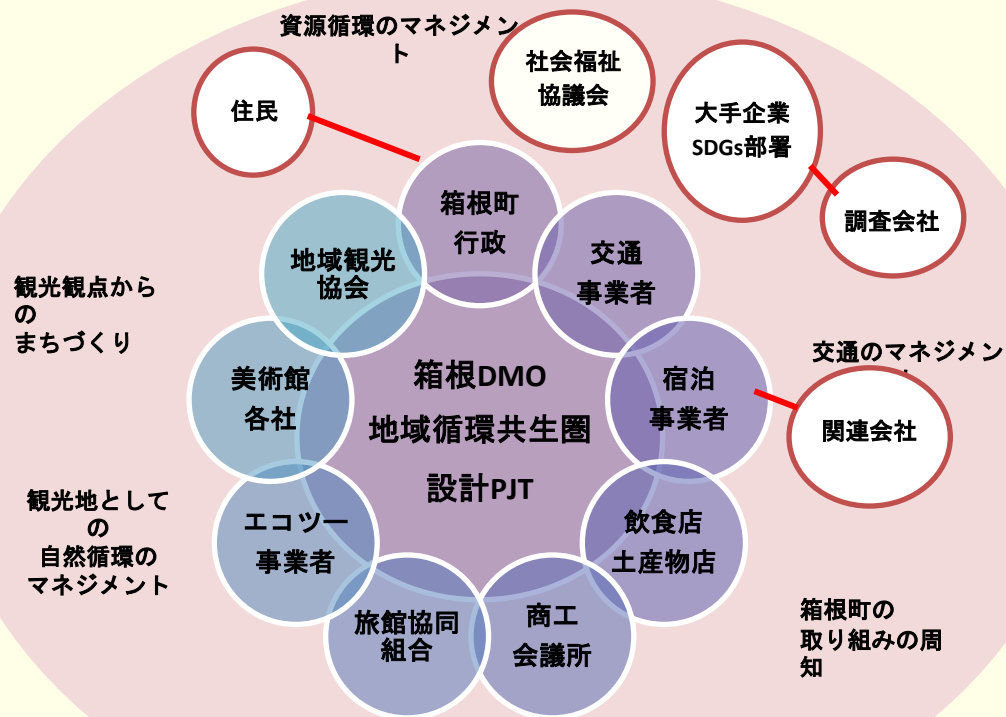 資源循環のマネジメン
ト
社会福祉
協議会
大手企業
SDGs部署
住民
調査会社
箱根町
行政
地域観光
協会
交通
事業者
観光観点から
の
まちづくり
交通のマネジメン
美術館
各社
箱根DMO
地域循環共生圏
設計PJT
宿泊
事業者
関連会社
観光地としての
の
自然循環の
マネジメント
エコツー
事業者
飲食店
土産物店
旅館協同
組合
商工
会議所
箱根町の
取り組みの周
知